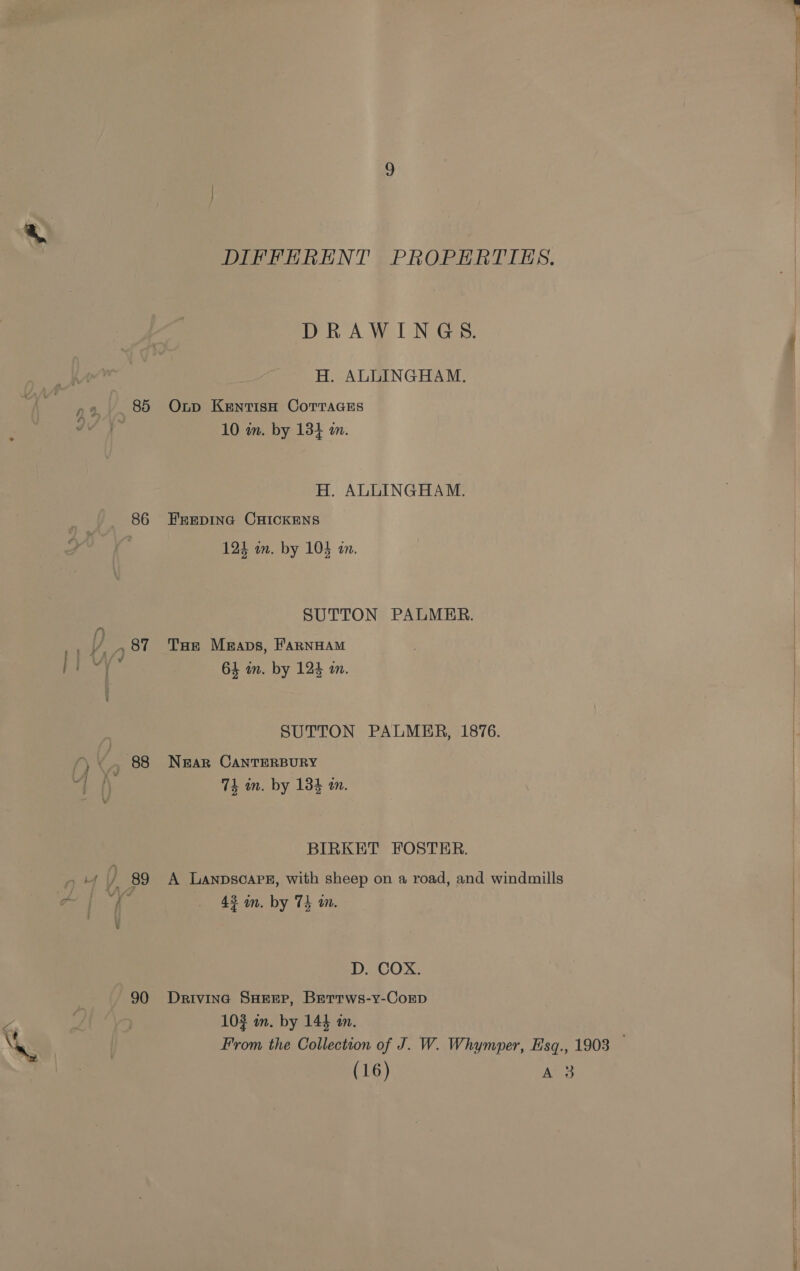 9
DIFFERENT PROPERTIES.
DRAWINGS.
H. ALLINGHAM.
85 OLD KENTISH COTTAGES
10 in. by 13½ in.
H. ALLINGHAM.
86 FEEDING CHICKENS
12½ in. by 10½ in.
SUTTON PALMER.
87 THE MEADS, FARNHAM
6½ in. by 12½ in.
SUTTON PALMER, 1876.
88 NEAR CANTERBURY
7½ in. by 13½ in.
BIRKET FOSTER.
89 A LANDSCAPE, with sheep on a road, and windmills
4¾ in. by 7½ in.
D. COX.
90 DRIVING SHEEP, BETTWS-Y-COED
10¾ in. by 14½ in.
From the Collection of J. W. Whymper, Esq., 1903
(16) A 3